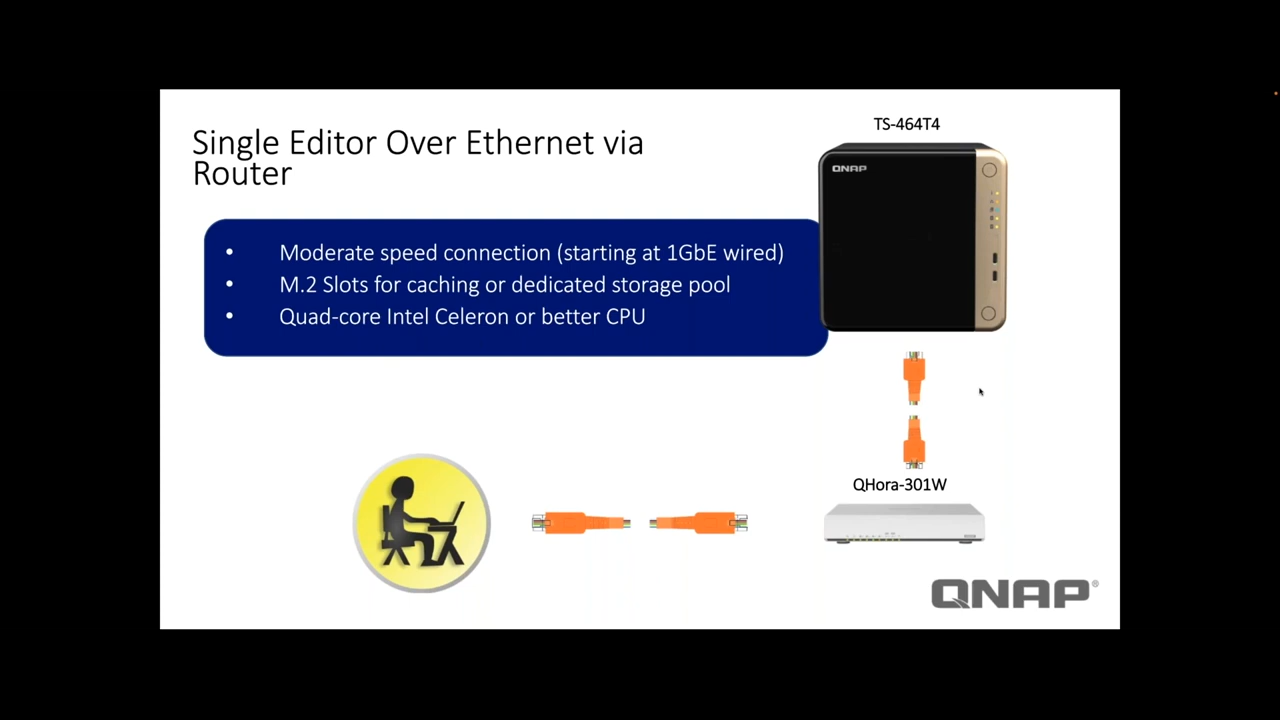 Single Editor Over Ethernet via
Router
TS-464T4
QNAP
• Moderate speed connection (starting at 1GbE wired)
• M.2 Slots for caching or dedicated storage pool
• Quad-core Intel Celeron or better CPU
QHora-301W
QNAP®